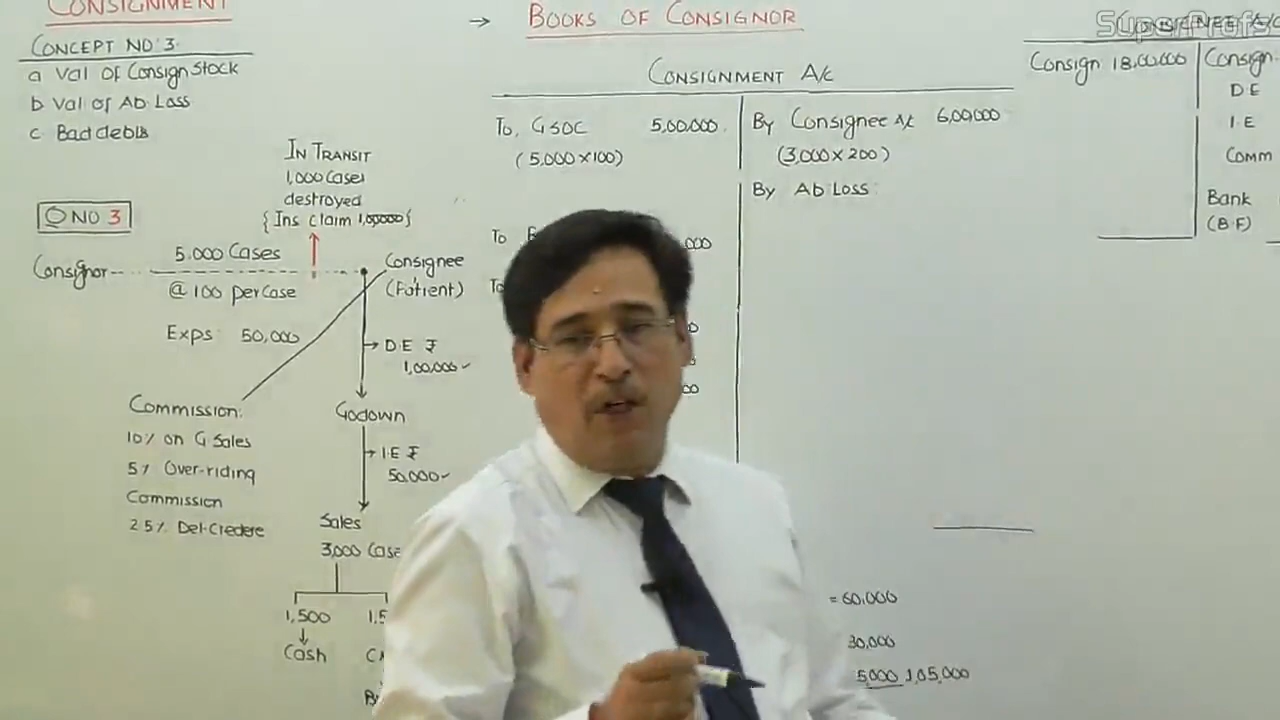 CONSIGNMENT
CONCEPT NO 3.
a Val of Consign Stock
b Val of Ab Loss
c Bad debts
IN TRANSIT
1,000 Cases
destroyed
{ Ins claim 1,00,000 }
Q NO 3
5,000 Cases
Consignor
@ 100 per case
Exps: 50,000
Consignee
(Fatient)
D.E ₹
1,00,000
Commission:
10% on G Sales
5% Over-riding
Commission
2.5% Del-Credere
Godown
I.E ₹
50,000
Sales
3,000 Case
1,500
1,5
Cash
→ BOOKS OF CONSIGNOR
CONSIGNMENT A/c
To, GSOC 5,00,000
(5,000 × 100)
To
By Consignee A/c 6,00,000
(3,000 × 200)
By Ab Loss
= 60,000
30,000
5,000 1,05,000
SuperProfs
Consign 18,00,000
Consign
D E
I E
Comm
Bank
(B F)